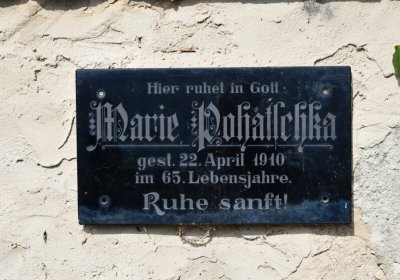 Hier ruhet in Gott
Marie Pohatschka
gest. 22. April 1910
im 65. Lebensjahre.
Ruhe sanft!